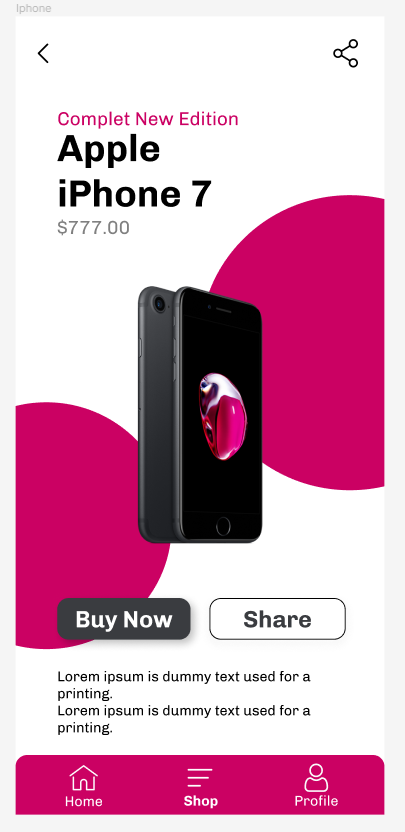 Iphone
Complet New Edition
Apple
iPhone 7
$777.00
Buy Now
Share
Lorem ipsum is dummy text used for a
printing.
Lorem ipsum is dummy text used for a
printing.
Home
Shop
Profile